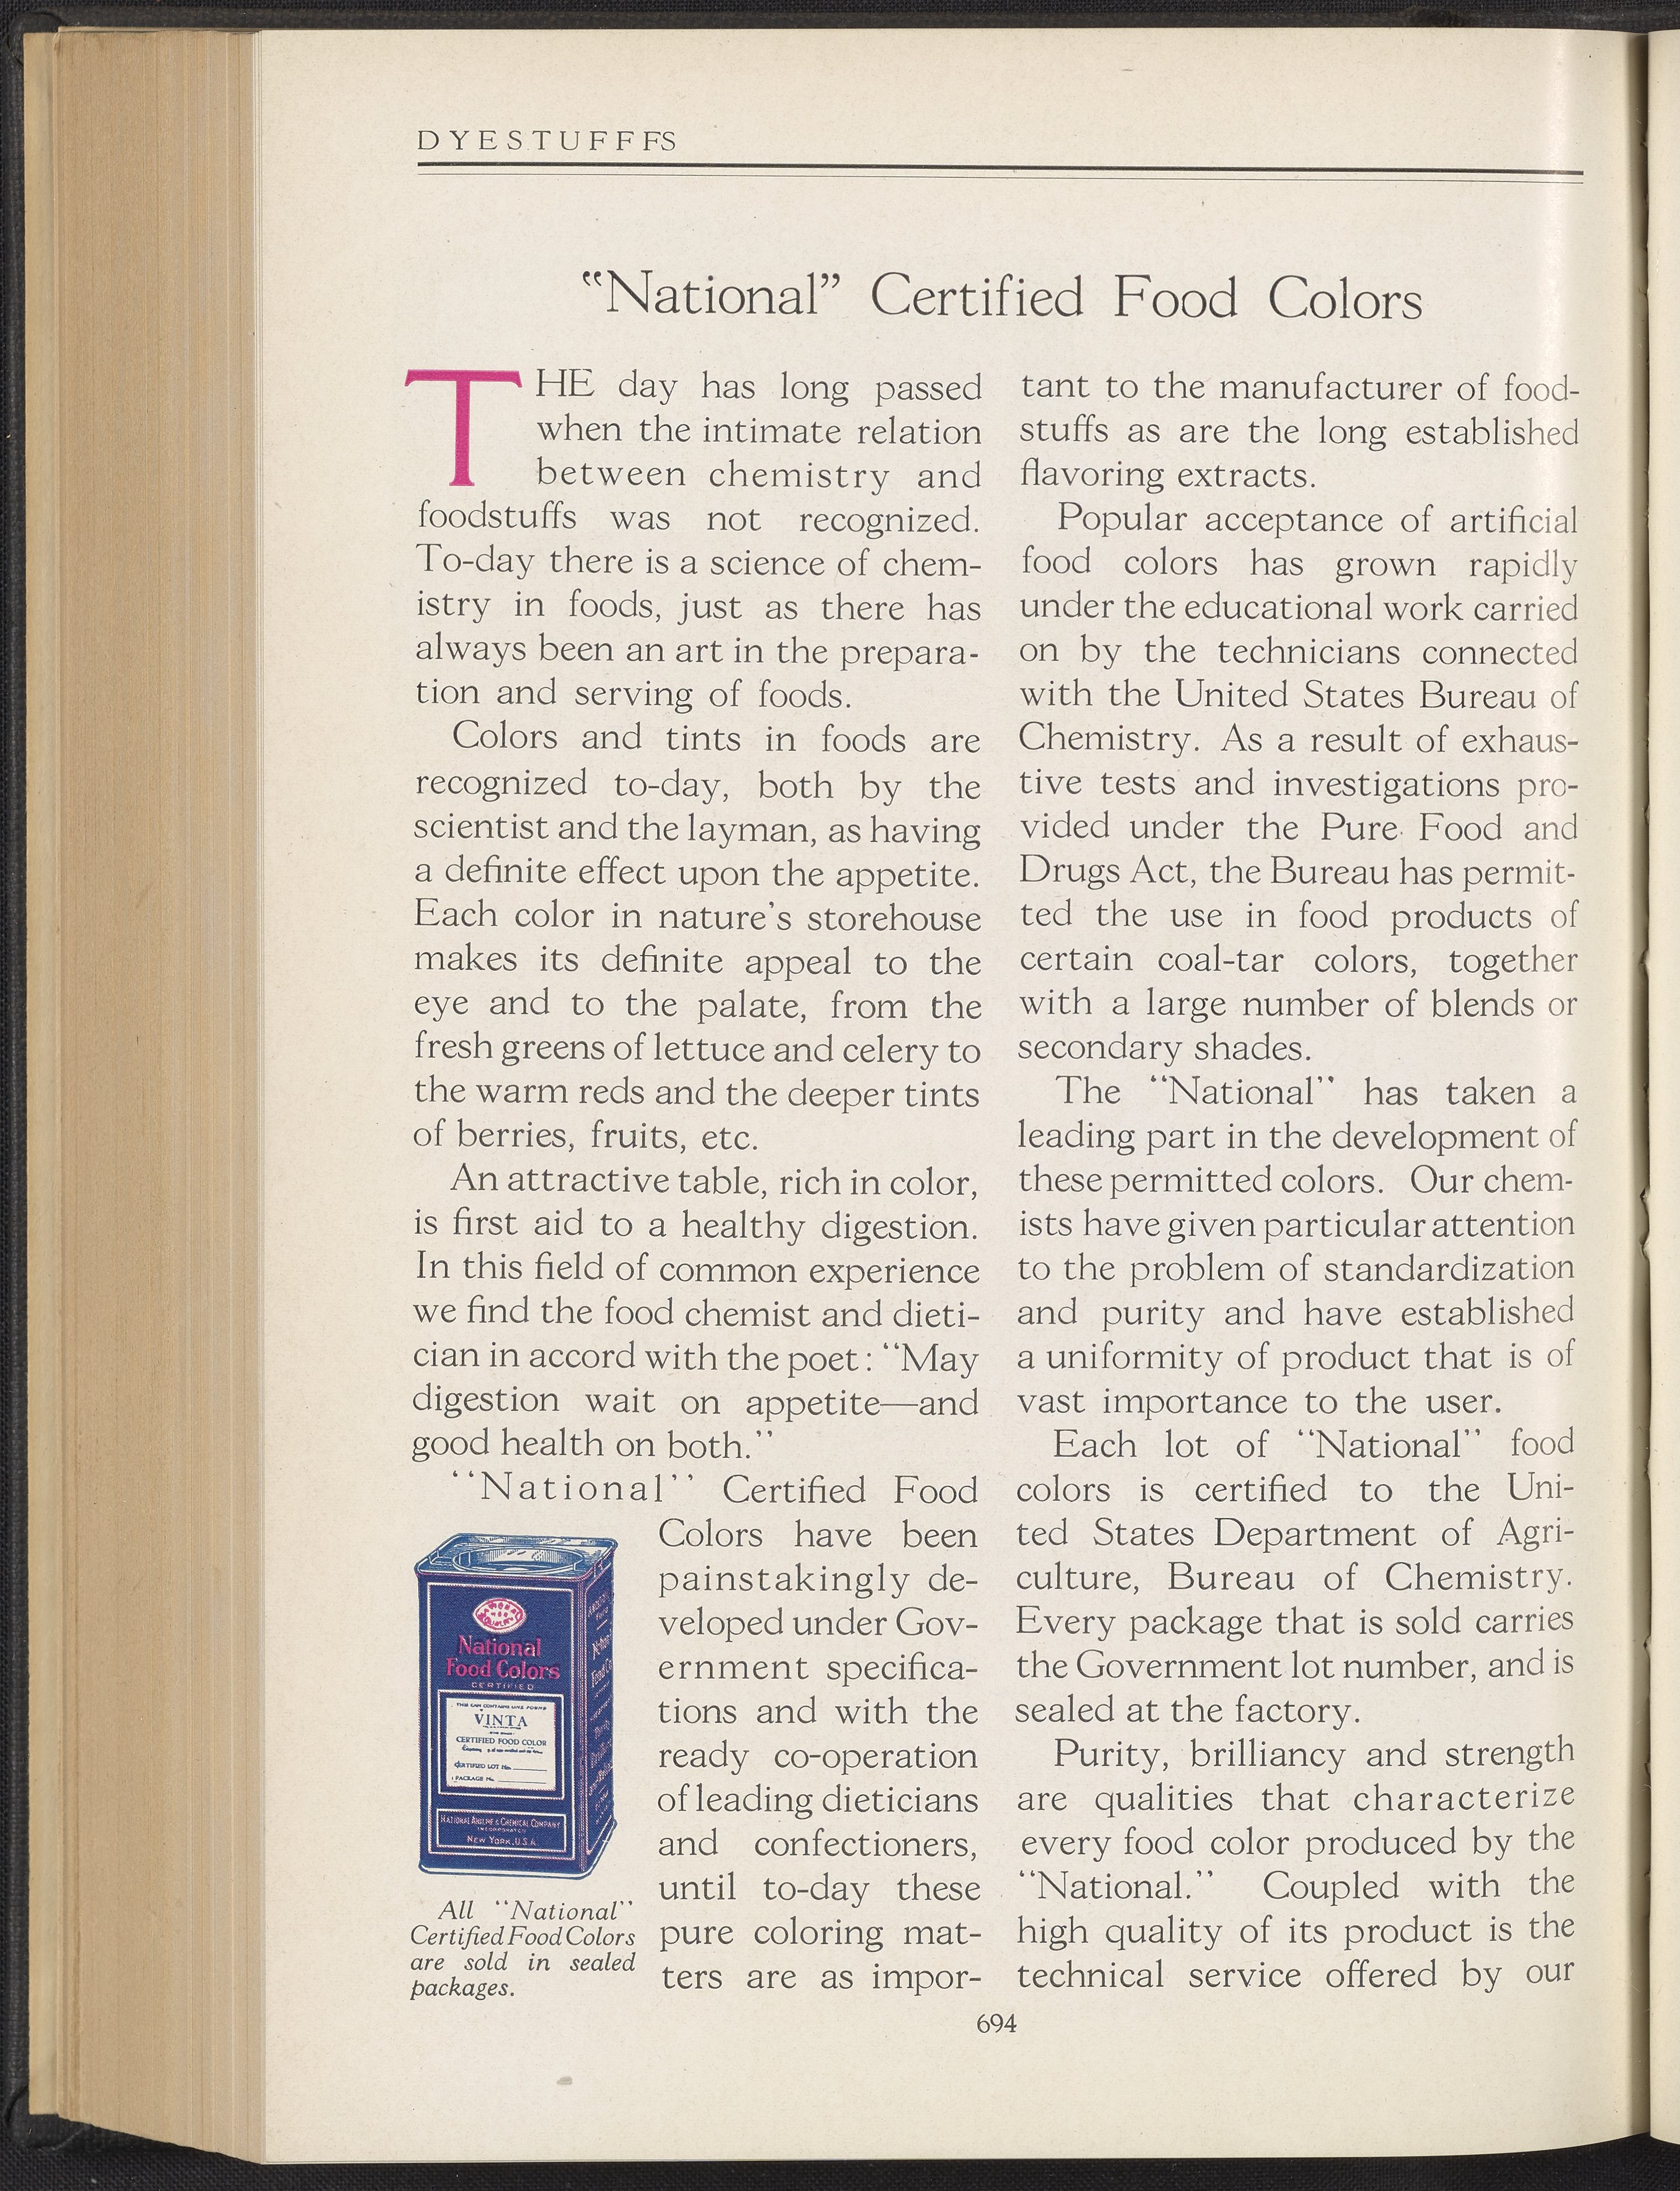 DYESTUFFFS
“National” Certified Food Colors
THE day has long passed
when the intimate relation
between chemistry and
foodstuffs was not recognized.
To-day there is a science of chem-
istry in foods, just as there has
always been an art in the prepara-
tion and serving of foods.
Colors and tints in foods are
recognized to-day, both by the
scientist and the layman, as having
a definite effect upon the appetite.
Each color in nature's storehouse
makes its definite appeal to the
eye and to the palate, from the
fresh greens of lettuce and celery to
the warm reds and the deeper tints
of berries, fruits, etc.
An attractive table, rich in color,
is first aid to a healthy digestion.
In this field of common experience
we find the food chemist and dieti-
cian in accord with the poet: “May
digestion wait on appetite—and
good health on both.”
“National” Certified Food
Colors have been
painstakingly de-
veloped under Gov-
ernment specifica-
tions and with the
ready co-operation
of leading dieticians
and confectioners,
until to-day these
pure coloring mat-
ters are as impor-
National
Food Colors
CERTIFIED
THIS CAN CONTAINS ONE POUND
VINTA
CERTIFIED FOOD COLOR
CERTIFIED LOT No.
PACKAGE No.
NATIONAL ANILINE & CHEMICAL COMPANY
INCORPORATED
NEW YORK, U.S.A.
All “National”
Certified Food Colors
are sold in sealed
packages.
tant to the manufacturer of food-
stuffs as are the long established
flavoring extracts.
Popular acceptance of artificial
food colors has grown rapidly
under the educational work carried
on by the technicians connected
with the United States Bureau of
Chemistry. As a result of exhaus-
tive tests and investigations pro-
vided under the Pure Food and
Drugs Act, the Bureau has permit-
ted the use in food products of
certain coal-tar colors, together
with a large number of blends or
secondary shades.
The “National” has taken a
leading part in the development of
these permitted colors. Our chem-
ists have given particular attention
to the problem of standardization
and purity and have established
a uniformity of product that is of
vast importance to the user.
Each lot of “National” food
colors is certified to the Uni-
ted States Department of Agri-
culture, Bureau of Chemistry.
Every package that is sold carries
the Government lot number, and is
sealed at the factory.
Purity, brilliancy and strength
are qualities that characterize
every food color produced by the
“National.” Coupled with the
high quality of its product is the
technical service offered by our
694